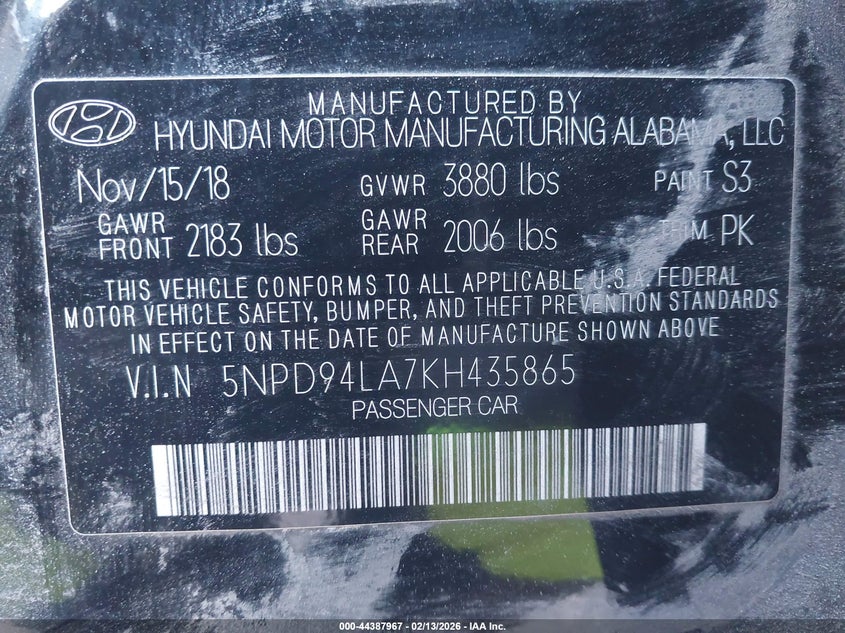 MANUFACTURED BY
HYUNDAI MOTOR MANUFACTURING ALABAMA, LLC
Nov/15/18 GVWR 3880 lbs PAINT S3
GAWR FRONT 2183 lbs GAWR REAR 2006 lbs TRIM PK
THIS VEHICLE CONFORMS TO ALL APPLICABLE U.S.A. FEDERAL
MOTOR VEHICLE SAFETY, BUMPER, AND THEFT PREVENTION STANDARDS
IN EFFECT ON THE DATE OF MANUFACTURE SHOWN ABOVE
V.I.N 5NPD94LA7KH435865
PASSENGER CAR
000-44387967 - 02/13/2026 - IAA Inc.